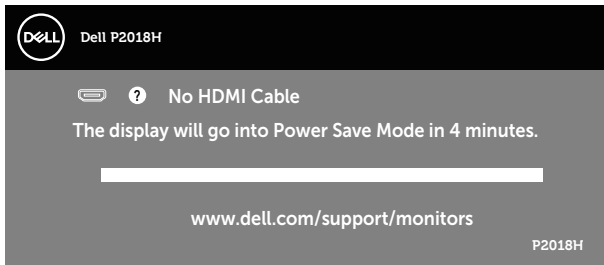 DELL
Dell P2018H
? No HDMI Cable
The display will go into Power Save Mode in 4 minutes.
www.dell.com/support/monitors
P2018H